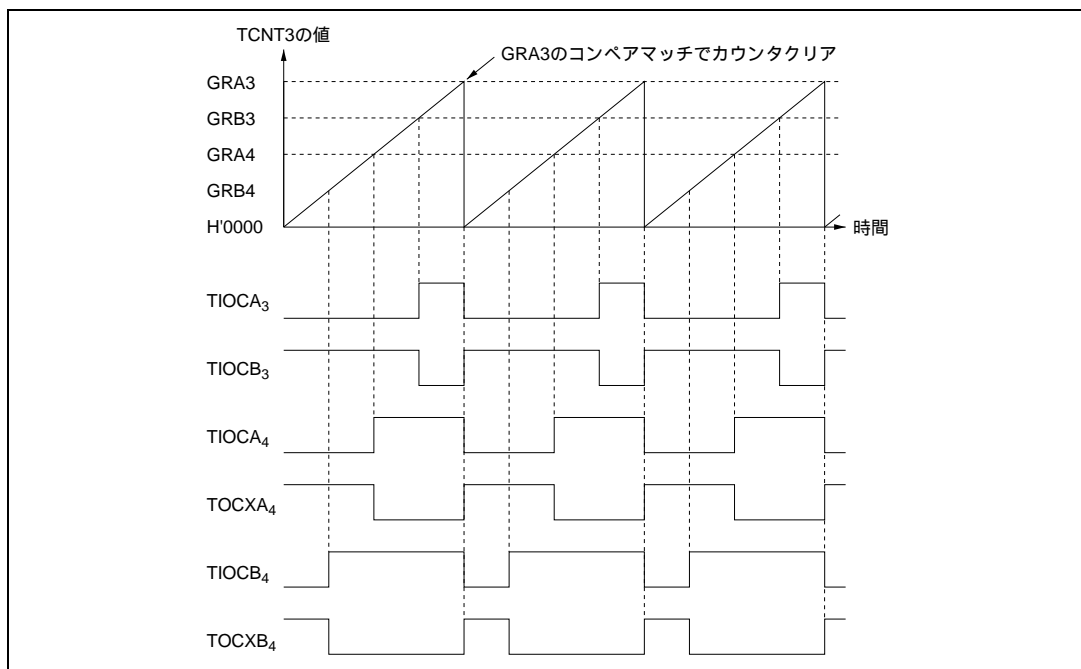 TCNT3の値
GRA3のコンペアマッチでカウンタクリア
GRA3
GRB3
GRA4
GRB4
H'0000
時間
TIOCA3
TIOCB3
TIOCA4
TOCXA4
TIOCB4
TOCXB4